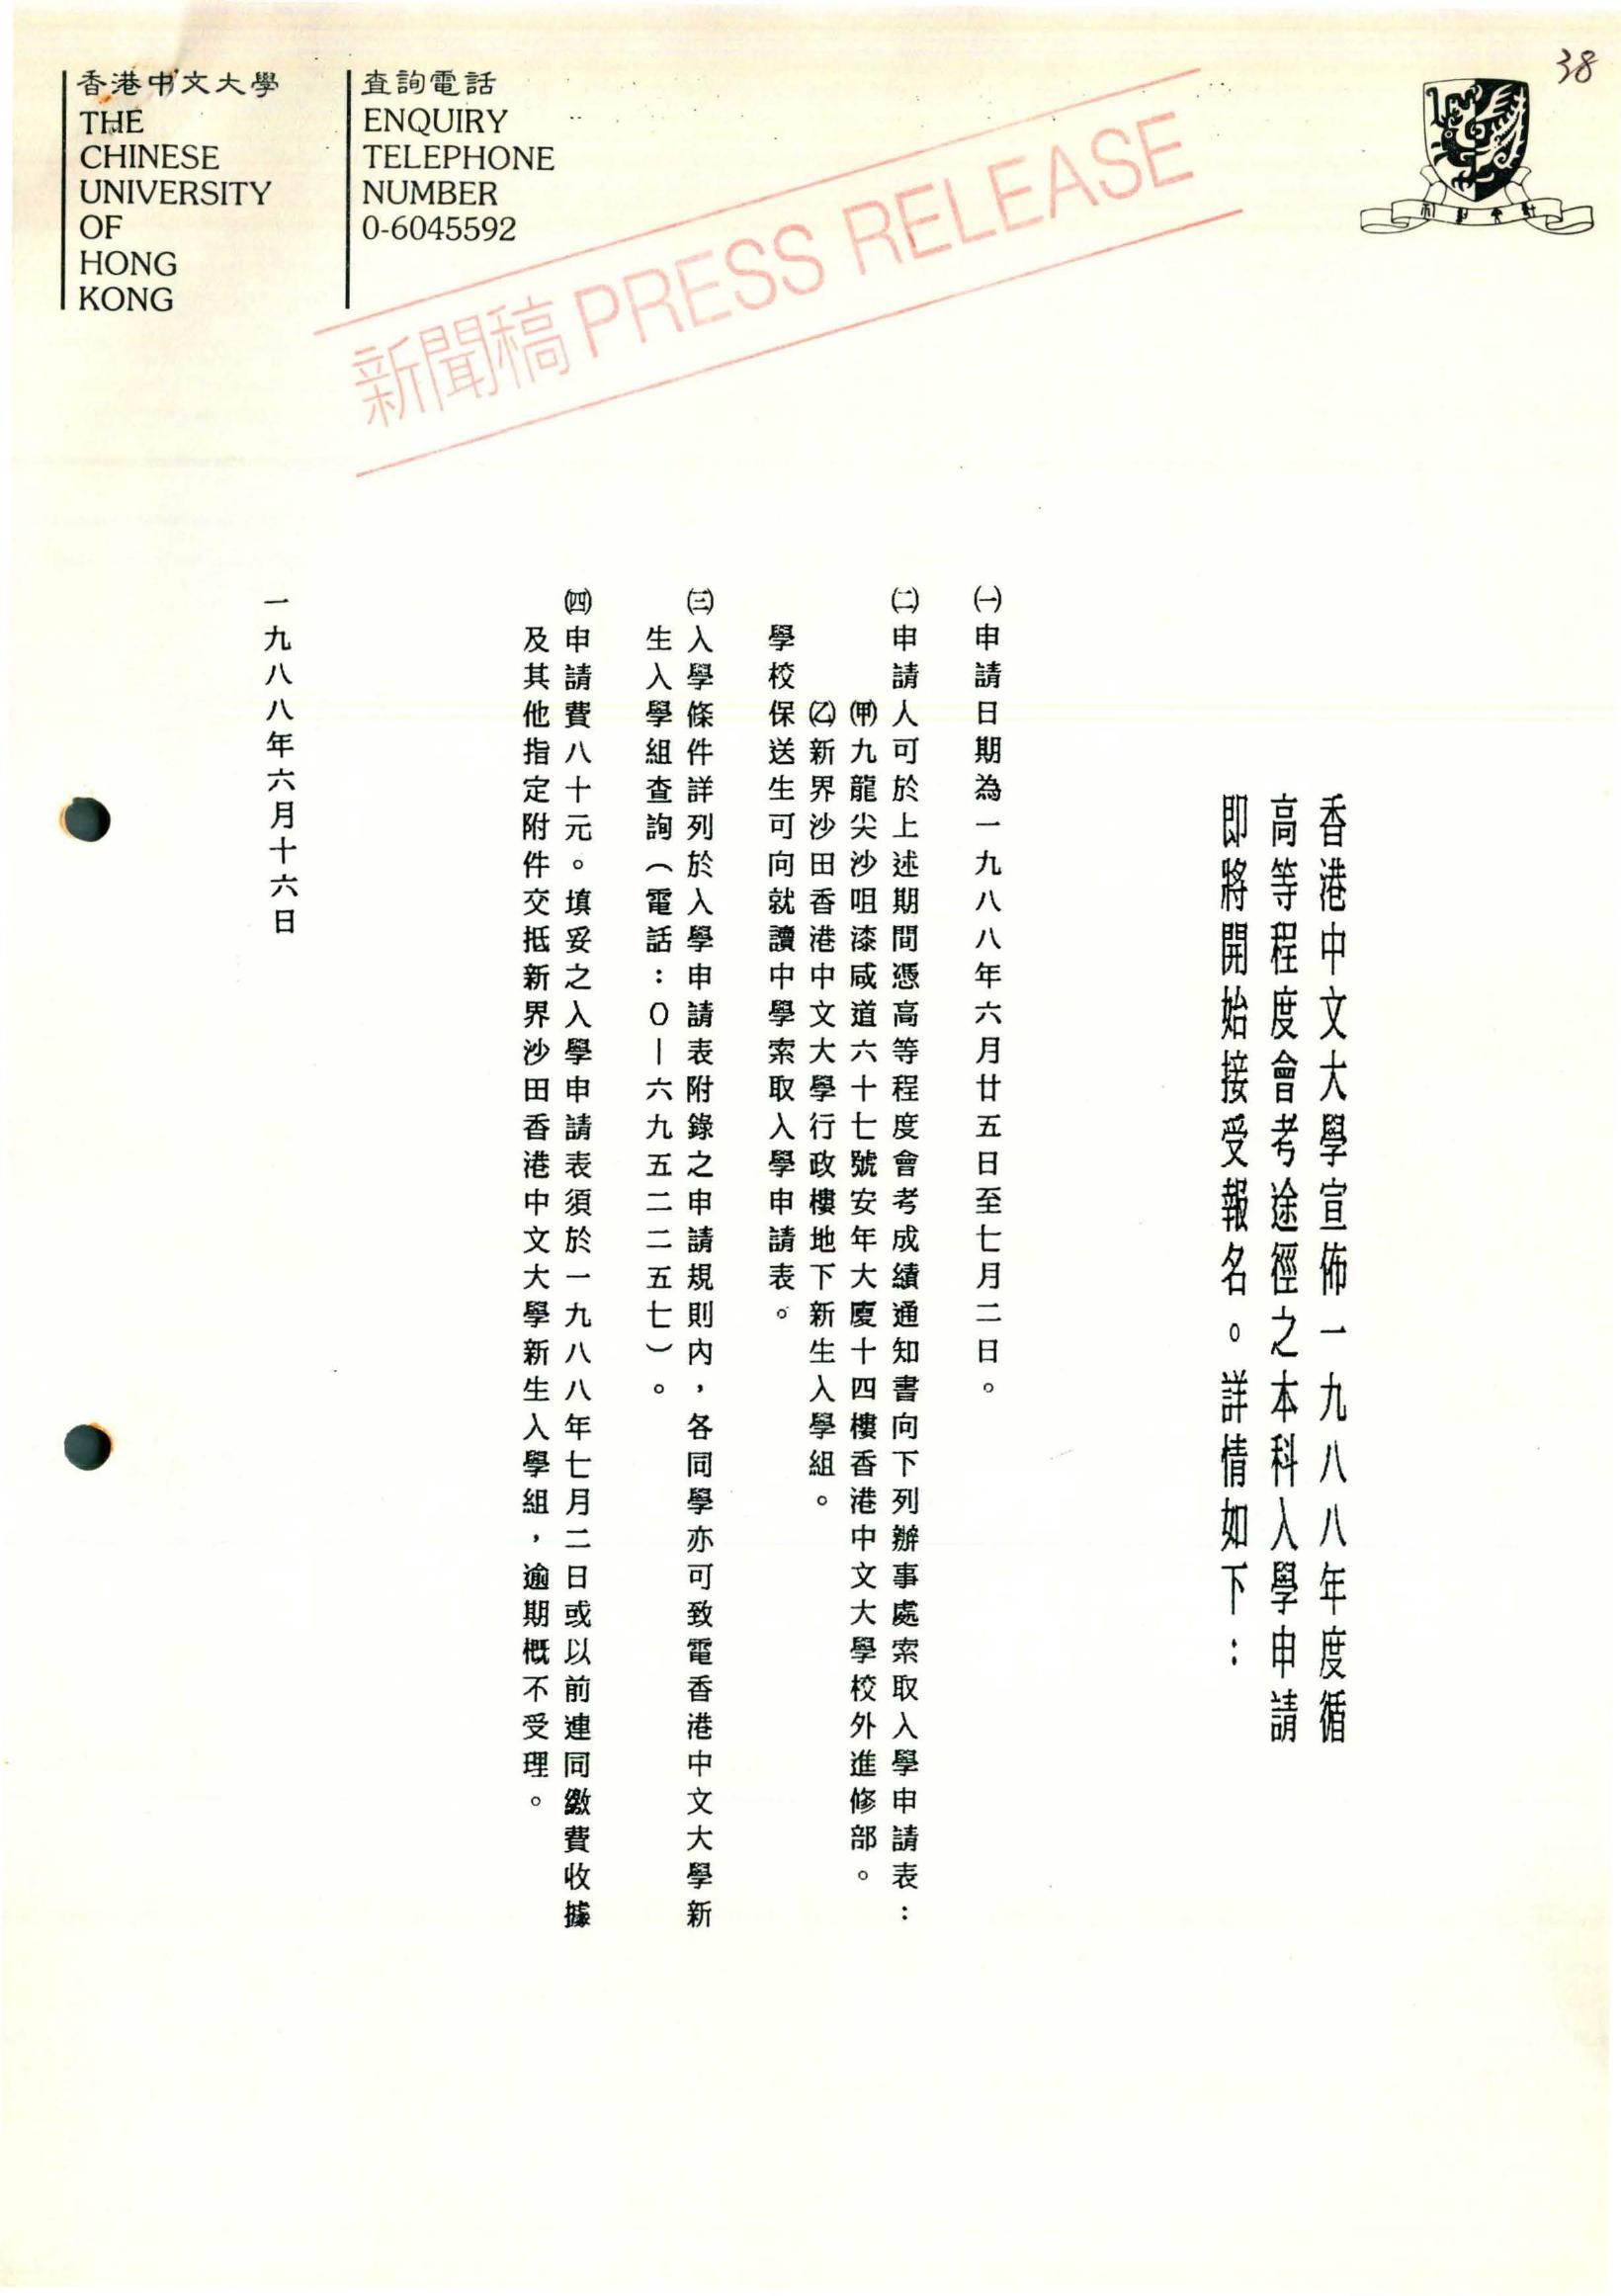 38
香港中文大學
THE
CHINESE
UNIVERSITY
OF
HONG
KONG
查詢電話
ENQUIRY
TELEPHONE
NUMBER
0-6045592
新聞稿 PRESS RELEASE
香港中文大學宣佈一九八八年度循
高等程度會考途徑之本科入學申請
即將開始接受報名。詳情如下：
㈠申請日期為一九八八年六月廿五日至七月二日。
㈡申請人可於上述期間憑高等程度會考成績通知書向下列辦事處索取入學申請表：
(甲)九龍尖沙咀漆咸道六十七號安年大廈十四樓香港中文大學校外進修部。
(乙)新界沙田香港中文大學行政樓地下新生入學組。
學校保送生可向就讀中學索取入學申請表。
㈢入學條件詳列於入學申請表附錄之申請規則內，各同學亦可致電香港中文大學新
生入學組查詢（電話：０－六九五二二五七）。
㈣申請費八十元。填妥之入學申請表須於一九八八年七月二日或以前連同繳費收據
及其他指定附件交抵新界沙田香港中文大學新生入學組，逾期概不受理。
一九八八年六月十六日